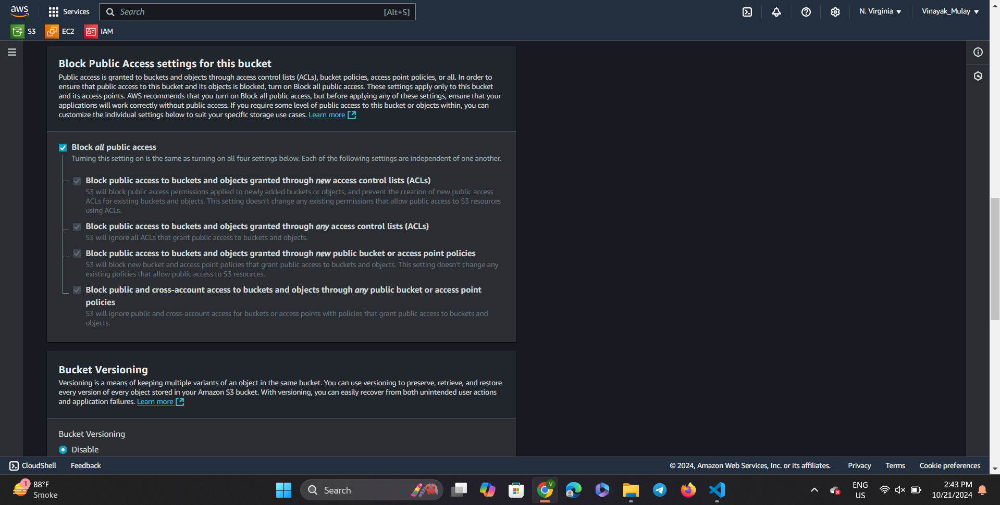 aws
Services
Search
[Alt+S]
N. Virginia
Vinayak_Mulay
S3
EC2
IAM
Block Public Access settings for this bucket
Public access is granted to buckets and objects through access control lists (ACLs), bucket policies, access point policies, or all. In order to
ensure that public access to this bucket and its objects is blocked, turn on Block all public access. These settings apply only to this bucket
and its access points. AWS recommends that you turn on Block all public access, but before applying any of these settings, ensure that your
applications will work correctly without public access. If you require some level of public access to this bucket or objects within, you can
customize the individual settings below to suit your specific storage use cases. Learn more
Block all public access
Turning this setting on is the same as turning on all four settings below. Each of the following settings are independent of one another.
Block public access to buckets and objects granted through new access control lists (ACLs)
S3 will block public access permissions applied to newly added buckets or objects, and prevent the creation of new public access
ACLs for existing buckets and objects. This setting doesn't change any existing permissions that allow public access to S3 resources
using ACLs.
Block public access to buckets and objects granted through any access control lists (ACLs)
S3 will ignore all ACLs that grant public access to buckets and objects.
Block public access to buckets and objects granted through new public bucket or access point policies
S3 will block new bucket and access point policies that grant public access to buckets and objects. This setting doesn't change any
existing policies that allow public access to S3 resources.
Block public and cross-account access to buckets and objects through any public bucket or access point
policies
S3 will ignore public and cross-account access for buckets or access points with policies that grant public access to buckets and
objects.
Bucket Versioning
Versioning is a means of keeping multiple variants of an object in the same bucket. You can use versioning to preserve, retrieve, and restore
every version of every object stored in your Amazon S3 bucket. With versioning, you can easily recover from both unintended user actions
and application failures. Learn more
Bucket Versioning
Disable
CloudShell
Feedback
© 2024, Amazon Web Services, Inc. or its affiliates.
Privacy
Terms
Cookie preferences
1
88°F
Smoke
Search
V
ENG
US
2:43 PM
10/21/2024